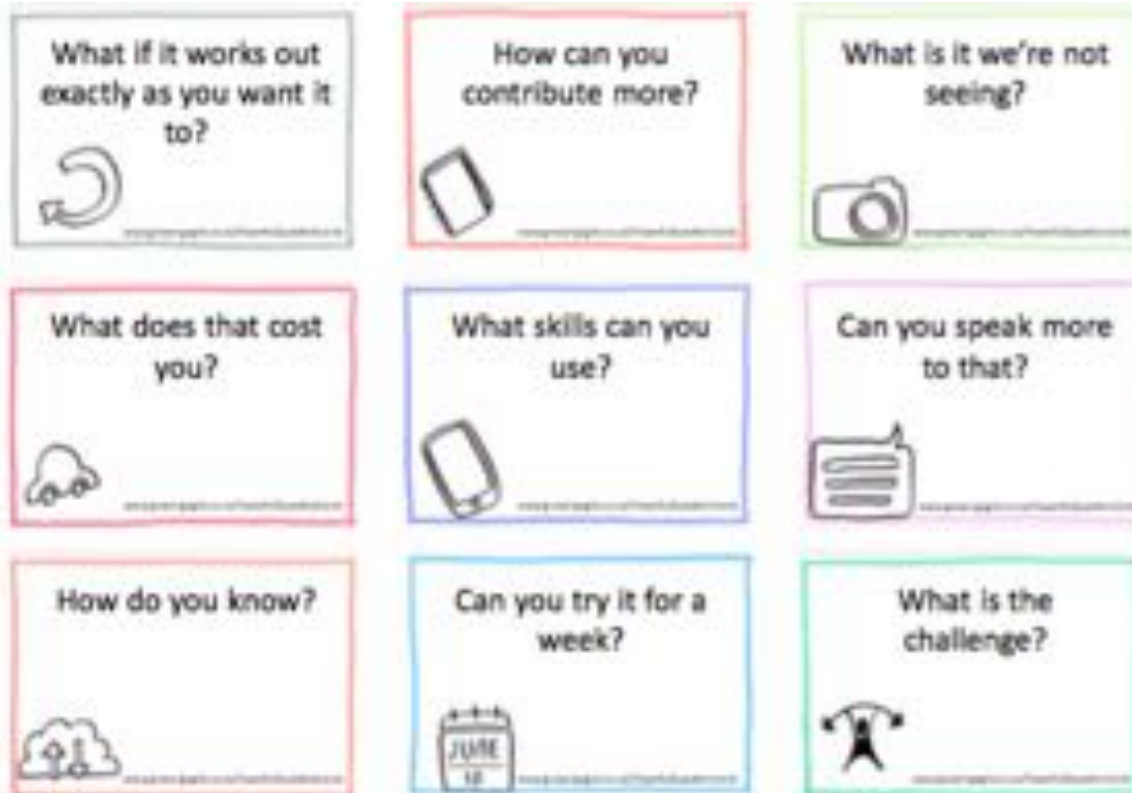 What if it works out
exactly as you want it
to?
How can you
contribute more?
What is it we're not
seeing?
What does that cost
you?
What skills can you
use?
Can you speak more
to that?
How do you know?
Can you try it for a
week?
JUNE
What is the
challenge?